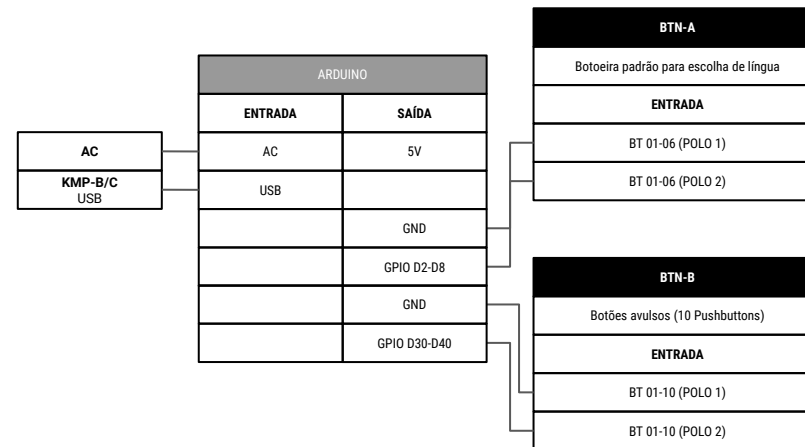 AC
KMP-B/C
USB
ARDUINO
ENTRADA SAÍDA
AC 5V
USB
GND
GPIO D2-D8
GND
GPIO D30-D40
BTN-A
Botoeira padrão para escolha de língua
ENTRADA
BT 01-06 (POLO 1)
BT 01-06 (POLO 2)
BTN-B
Botões avulsos (10 Pushbuttons)
ENTRADA
BT 01-10 (POLO 1)
BT 01-10 (POLO 2)